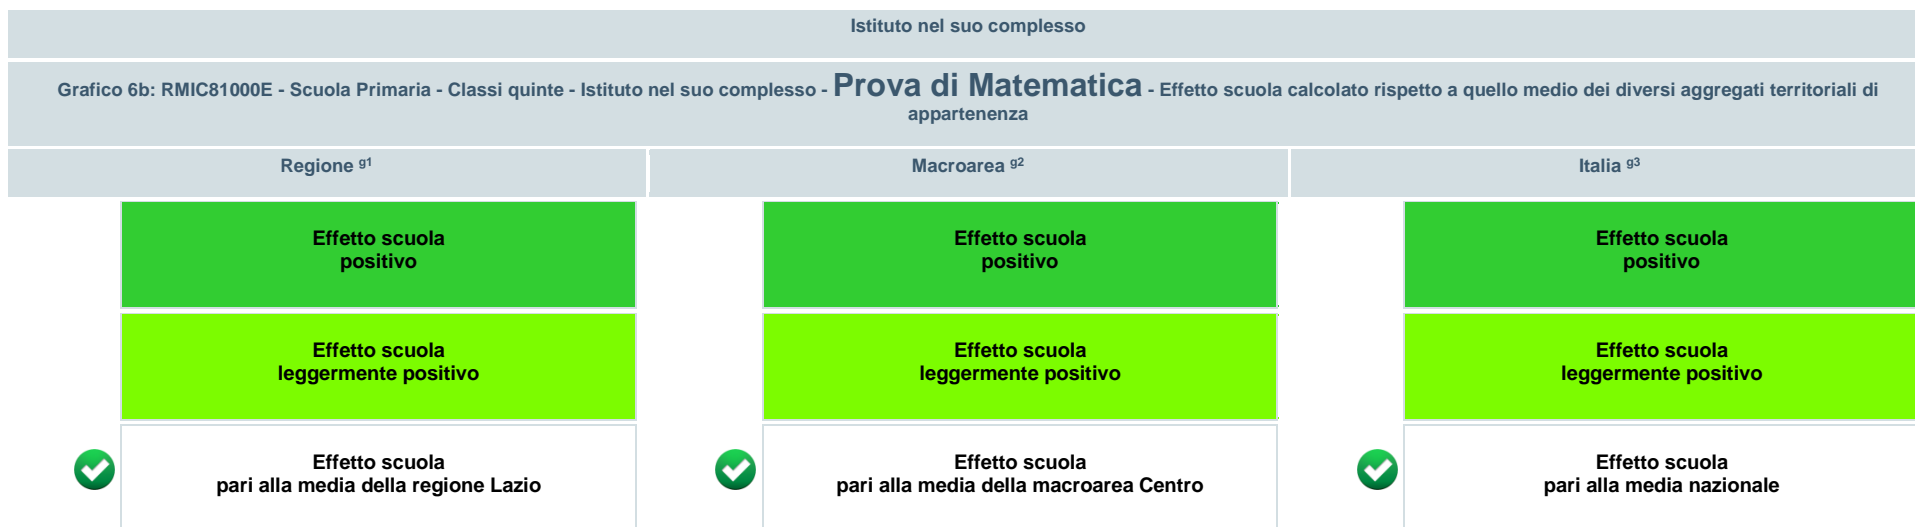 Istituto nel suo complesso
Grafico 6b: RMIC81000E - Scuola Primaria - Classi quinte - Istituto nel suo complesso - Prova di Matematica - Effetto scuola calcolato rispetto a quello medio dei diversi aggregati territoriali di
appartenenza
Regione g1
Macroarea g2
Italia g3
Effetto scuola
positivo
Effetto scuola
positivo
Effetto scuola
positivo
Effetto scuola
leggermente positivo
Effetto scuola
leggermente positivo
Effetto scuola
leggermente positivo
Effetto scuola
pari alla media della regione Lazio
Effetto scuola
pari alla media della macroarea Centro
Effetto scuola
pari alla media nazionale